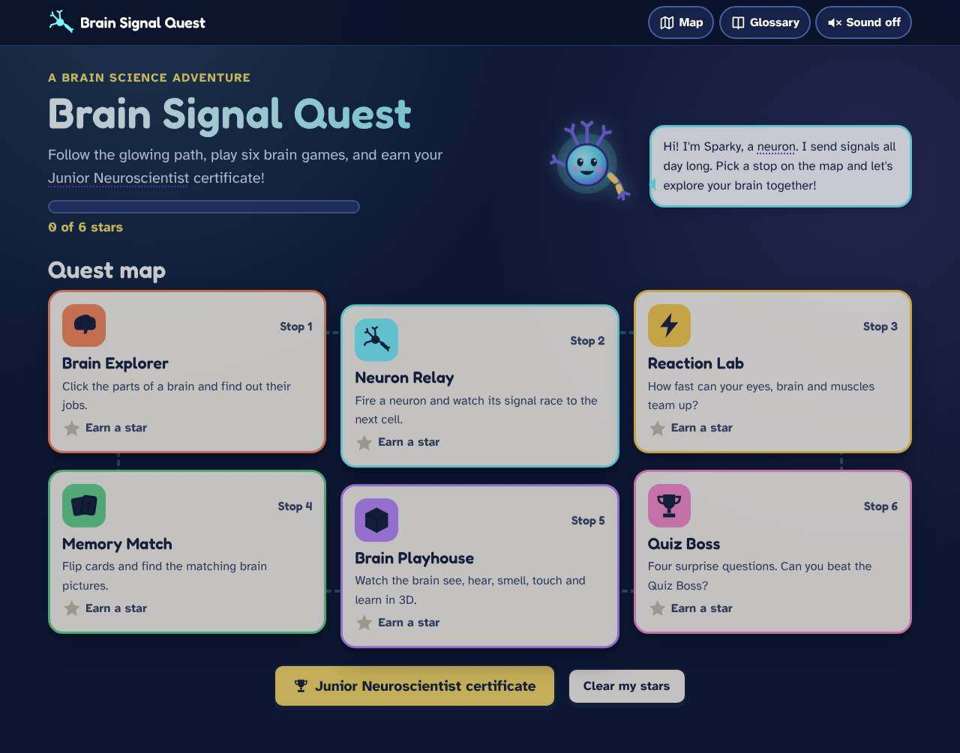 Brain Signal Quest
Map
Glossary
Sound off
A BRAIN SCIENCE ADVENTURE
Brain Signal Quest
Follow the glowing path, play six brain games, and earn your
Junior Neuroscientist certificate!
0 of 6 stars
Hi! I'm Sparky, a neuron. I send signals all
day long. Pick a stop on the map and let's
explore your brain together!
Quest map
Stop 1
Brain Explorer
Click the parts of a brain and find out their
jobs.
Earn a star
Stop 2
Neuron Relay
Fire a neuron and watch its signal race to the
next cell.
Earn a star
Stop 3
Reaction Lab
How fast can your eyes, brain and muscles
team up?
Earn a star
Stop 4
Memory Match
Flip cards and find the matching brain
pictures.
Earn a star
Stop 5
Brain Playhouse
Watch the brain see, hear, smell, touch and
learn in 3D.
Earn a star
Stop 6
Quiz Boss
Four surprise questions. Can you beat the
Quiz Boss?
Earn a star
Junior Neuroscientist certificate
Clear my stars